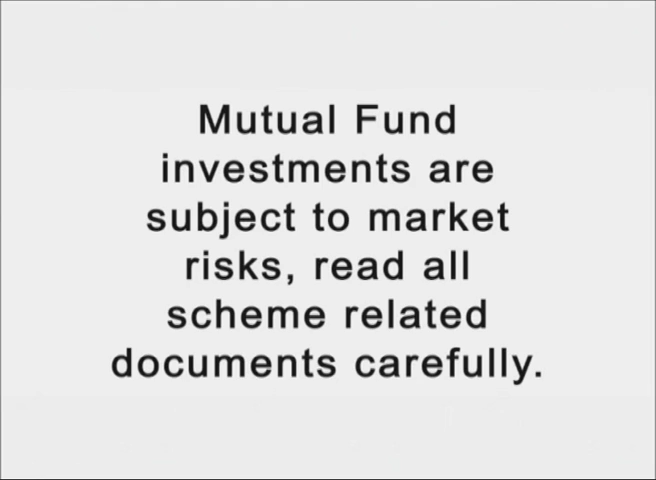 Mutual Fund
investments are
subject to market
risks, read all
scheme related
documents carefully.